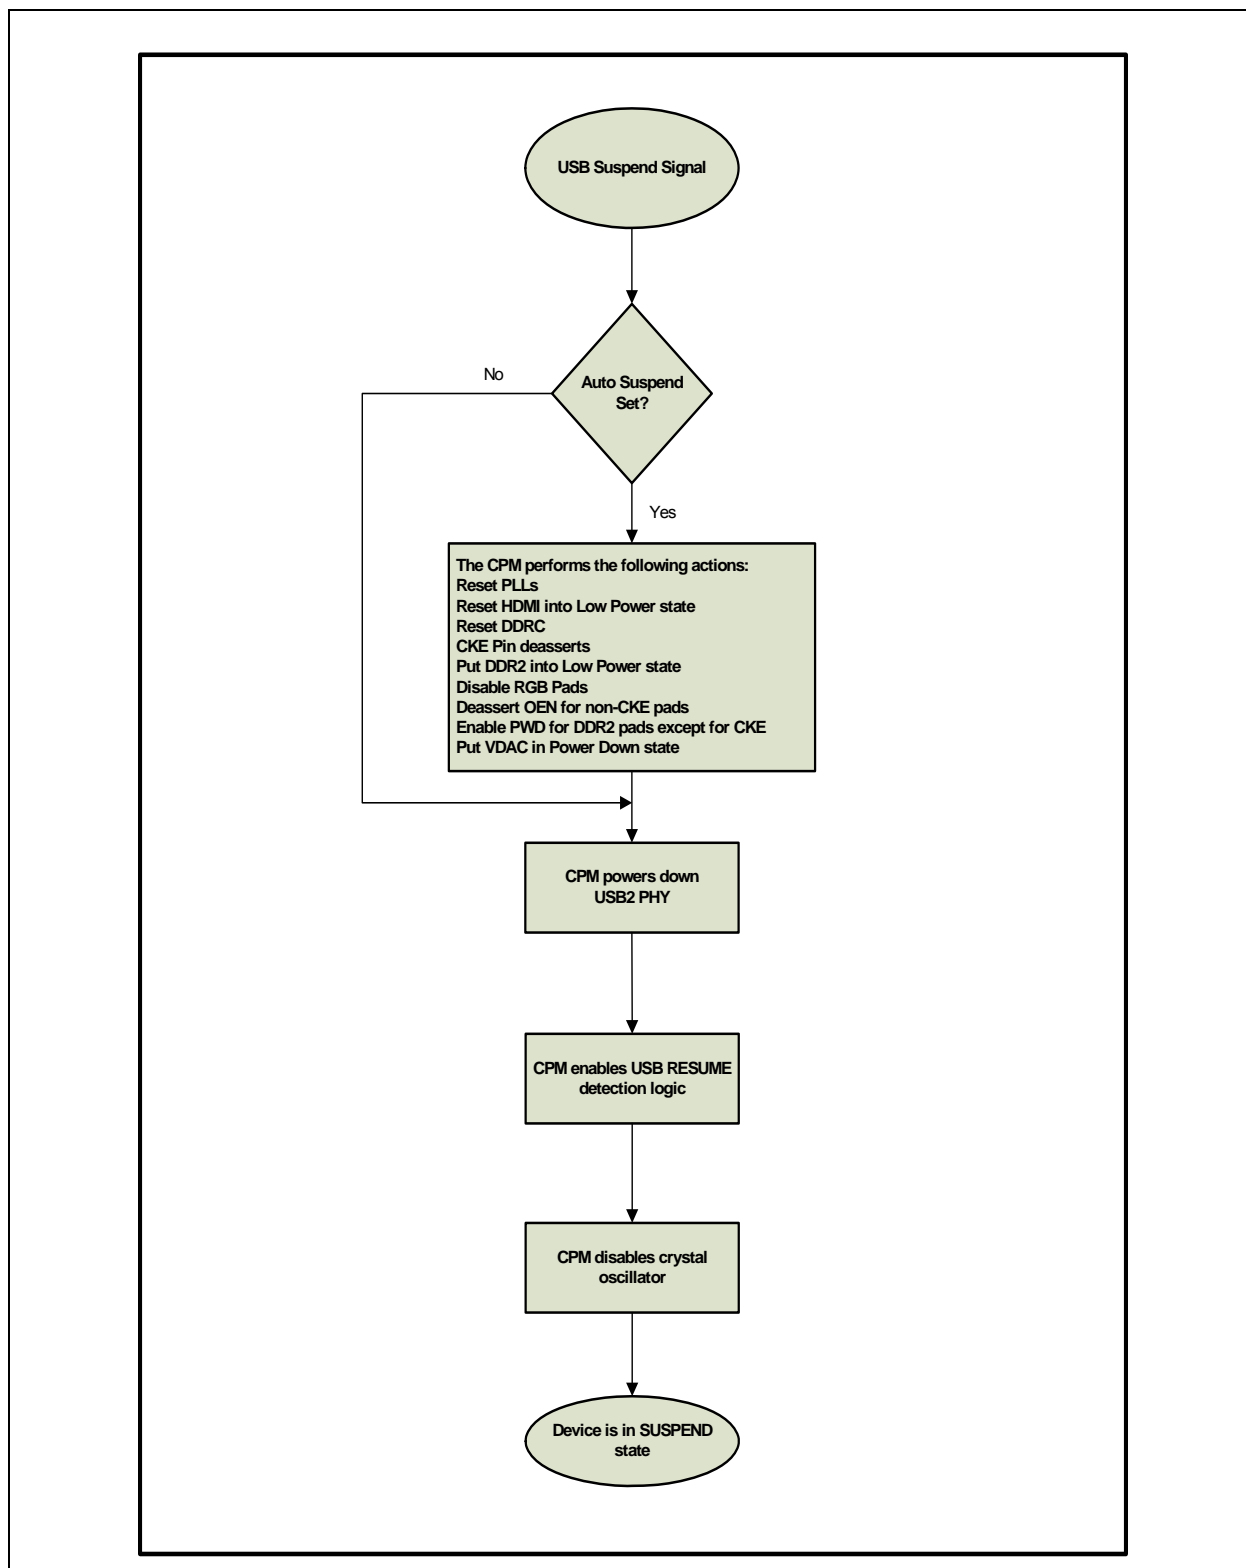 USB Suspend Signal
Auto Suspend
Set?
No
Yes
The CPM performs the following actions:
Reset PLLs
Reset HDMI into Low Power state
Reset DDRC
CKE Pin deasserts
Put DDR2 into Low Power state
Disable RGB Pads
Deassert OEN for non-CKE pads
Enable PWD for DDR2 pads except for CKE
Put VDAC in Power Down state
CPM powers down
USB2 PHY
CPM enables USB RESUME
detection logic
CPM disables crystal
oscillator
Device is in SUSPEND
state